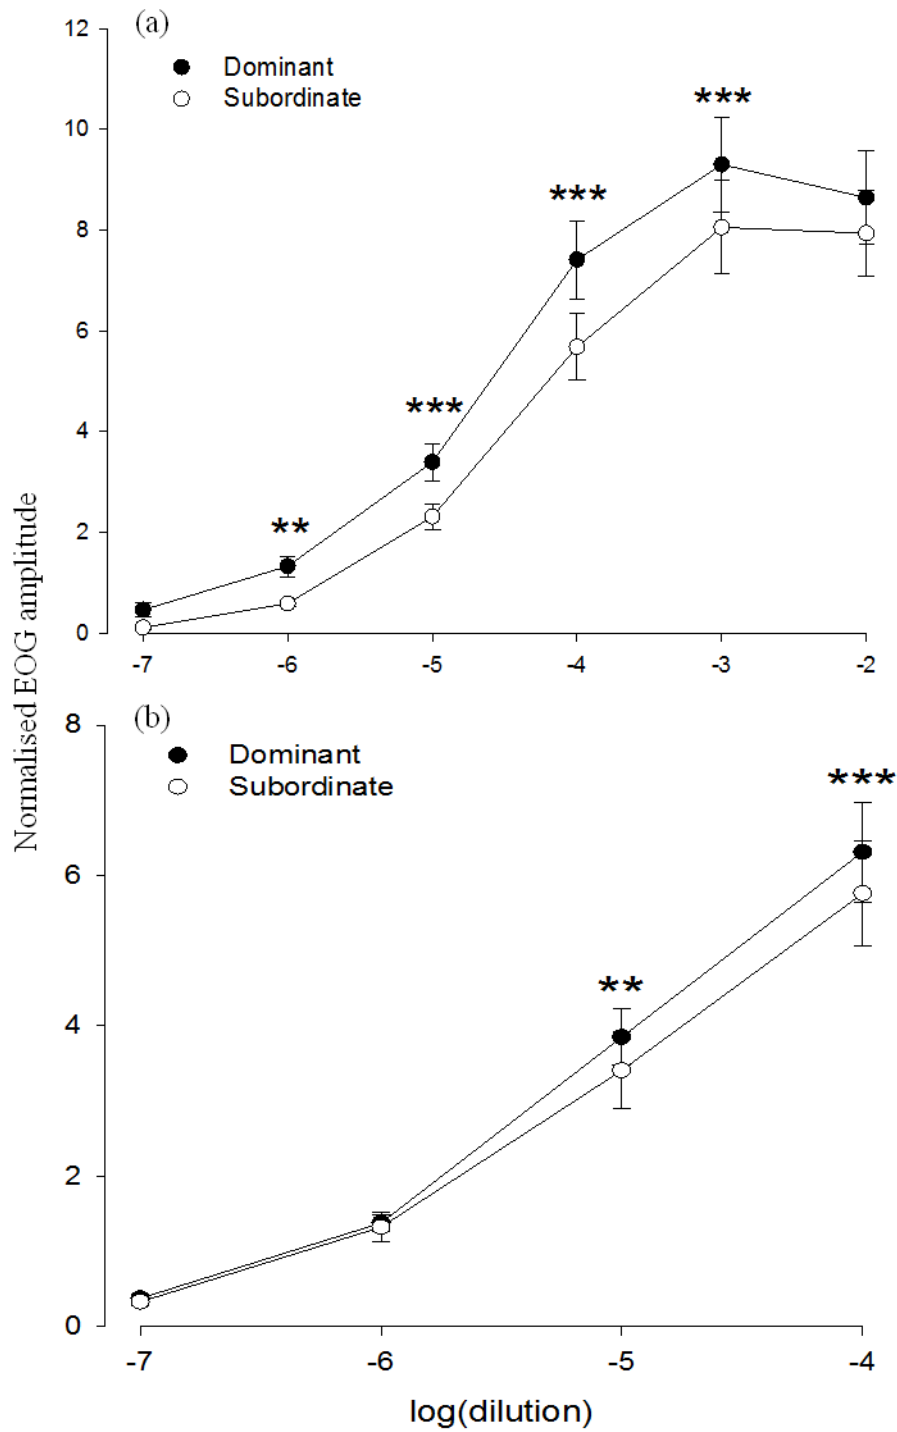 (a)
Dominant
Subordinate
12
10
8
6
4
2
0
***
***
***
**
-7 -6 -5 -4 -3 -2
Normalised EOG amplitude
(b)
Dominant
Subordinate
8
6
4
2
0
***
**
-7 -6 -5 -4
log(dilution)